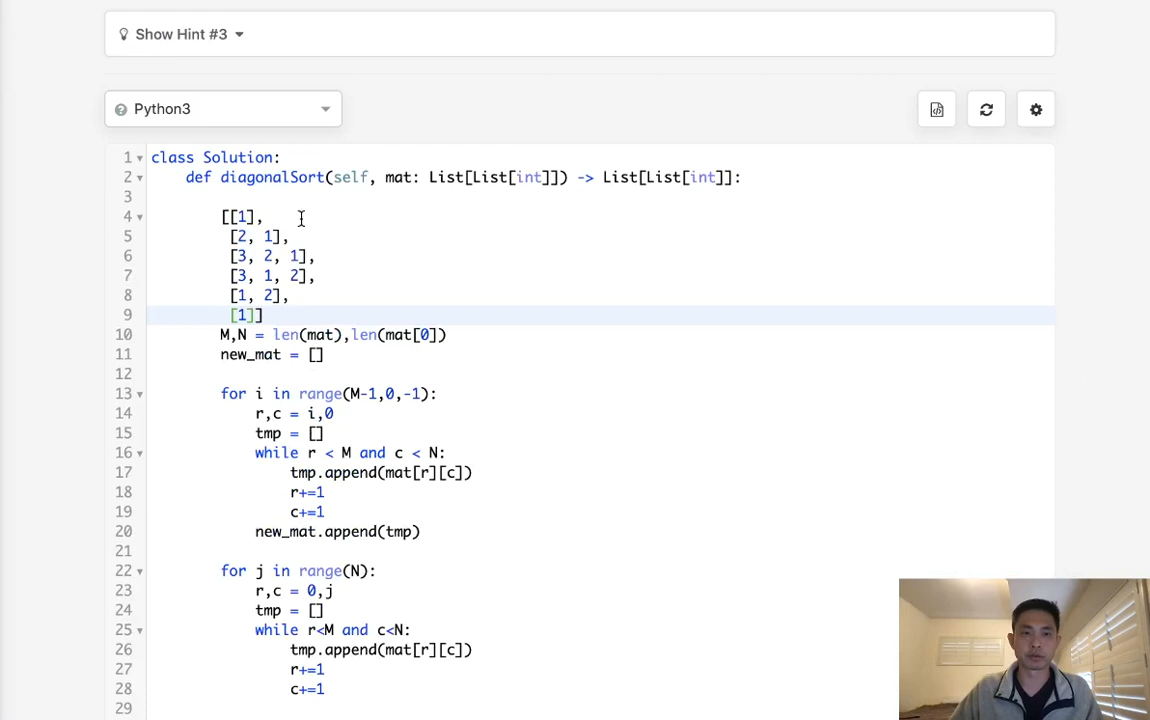 Show Hint #3
Python3
1 class Solution:
2     def diagonalSort(self, mat: List[List[int]]) -> List[List[int]]:
3
4         [[1],
5          [2, 1],
6          [3, 2, 1],
7          [3, 1, 2],
8          [1, 2],
9          [1]]
10         M,N = len(mat),len(mat[0])
11         new_mat = []
12
13         for i in range(M-1,0,-1):
14             r,c = i,0
15             tmp = []
16             while r < M and c < N:
17                 tmp.append(mat[r][c])
18                 r+=1
19                 c+=1
20             new_mat.append(tmp)
21
22         for j in range(N):
23             r,c = 0,j
24             tmp = []
25             while r<M and c<N:
26                 tmp.append(mat[r][c])
27                 r+=1
28                 c+=1
29